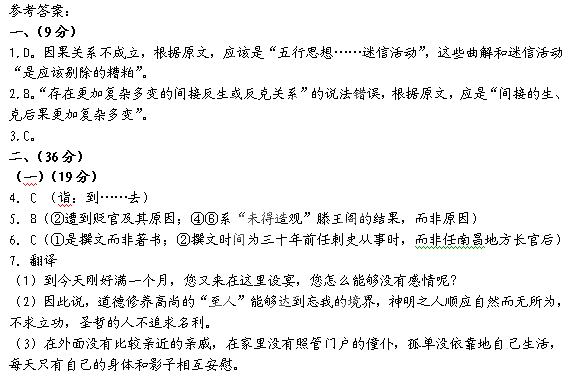 参考答案：
一、（9 分）
1.D。因果关系不成立，根据原文，应该是“五行思想……迷信活动”，这些曲解和迷信活动
“是应该剔除的糟粕”。
2.B。“存在更加复杂多变的间接反生或反克关系”的说法错误，根据原文，应是“间接的生、
克后果更加复杂多变”。
3.C。
二、（36 分）
（一）（19 分）
4． C （诣：到……去）
5． B（②遭到贬官及其原因；④⑥系“未得造观”滕王阁的结果，而非原因）
6． C（①是撰文而非著书；②撰文时间为三十年前任刺史从事时，而非任南昌地方长官后）
7．翻译
（1）到今天刚好满一个月，您又来在这里设宴，您怎么能够没有感情呢？
（2）因此说，道德修养高尚的“至人”能够达到忘我的境界，神明之人顺应自然而无所为，
不求立功，圣哲的人不追求名利。
（3）在外面没有比较亲近的亲戚，在家里没有照管门户的僮仆，孤单没依靠地自己生活，
每天只有自己的身体和影子相互安慰。